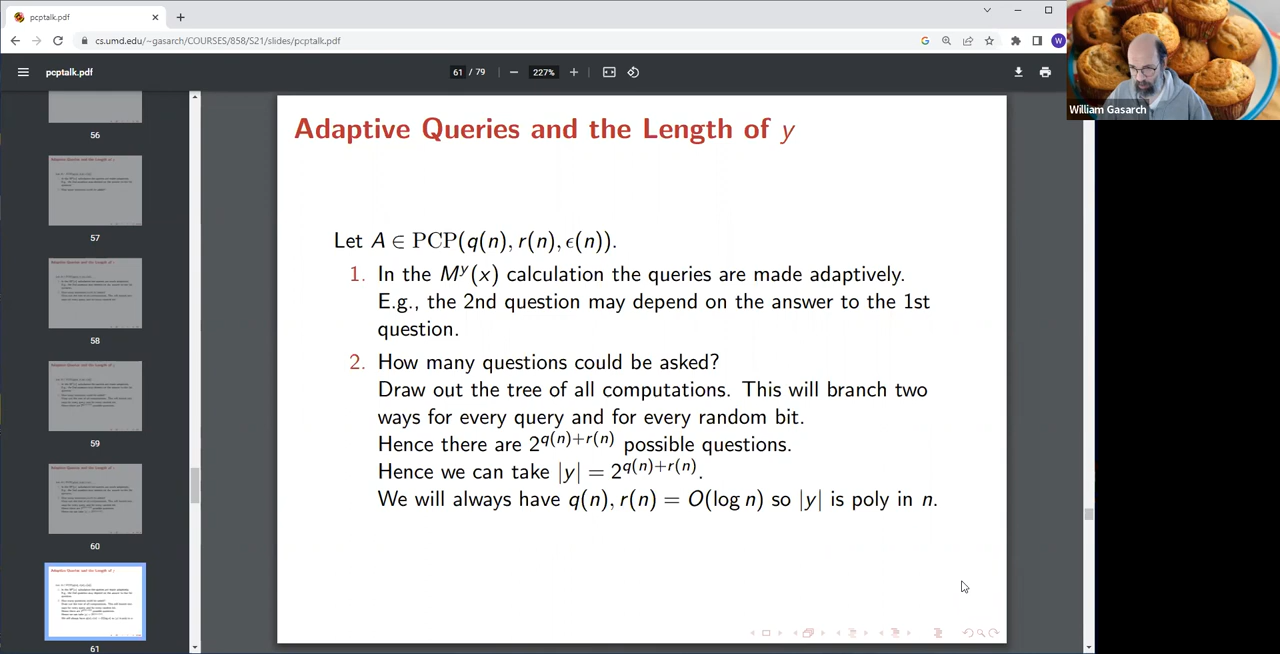 pcptalk.pdf
cs.umd.edu/~gasarch/COURSES/858/S21/slides/pcptalk.pdf
W
William Gasarch
pcptalk.pdf
61 / 79
227%
56
57
58
59
60
61
Adaptive Queries and the Length of y
Let A ∈ PCP(q(n), r(n), ϵ(n)).
1. In the M^y(x) calculation the queries are made adaptively.
E.g., the 2nd question may depend on the answer to the 1st
question.
2. How many questions could be asked?
Draw out the tree of all computations. This will branch two
ways for every query and for every random bit.
Hence there are 2^{q(n)+r(n)} possible questions.
Hence we can take |y| = 2^{q(n)+r(n)}.
We will always have q(n), r(n) = O(log n) so |y| is poly in n.